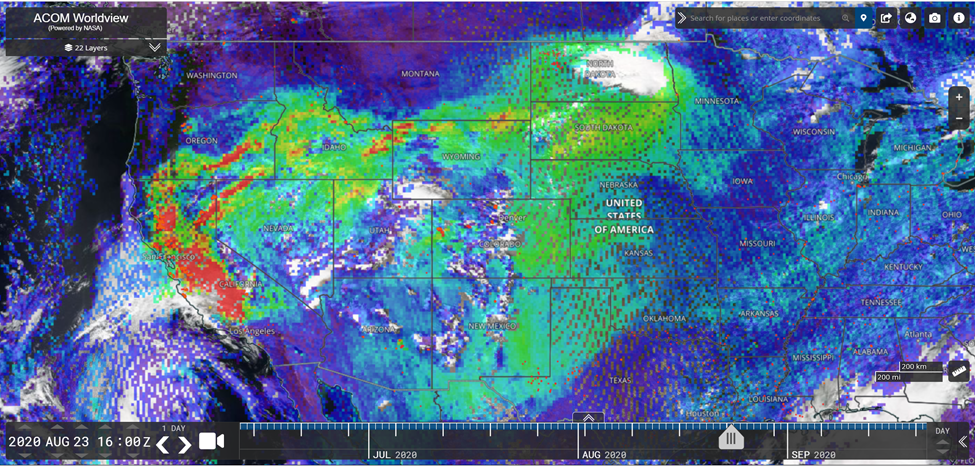 ACOM Worldview
(Powered by NASA)
22 Layers
Search for places or enter coordinates
WASHINGTON
MONTANA
NORTH
DAKOTA
MINNESOTA
OREGON
IDAHO
SOUTH DAKOTA
WISCONSIN
MICHIGAN
WYOMING
Chicago
IOWA
NEBRASKA
UNITED
STATES
OF AMERICA
NEVADA
UTAH
Denver
COLORADO
KANSAS
MISSOURI
ILLINOIS
INDIANA
OHIO
San Francisco
CALIFORNIA
KENTUCKY
WE
Los Angeles
ARIZONA
NEW MEXICO
OKLAHOMA
ARKANSAS
TENNESSEE
Atlanta
MISSISSIPPI
ALABAMA
TEXAS
LOUISIANA
Houston
200 km
200 mi
+
−
1 DAY
2020 AUG 23 16:00Z
JUL 2020
AUG 2020
SEP 2020
DAY